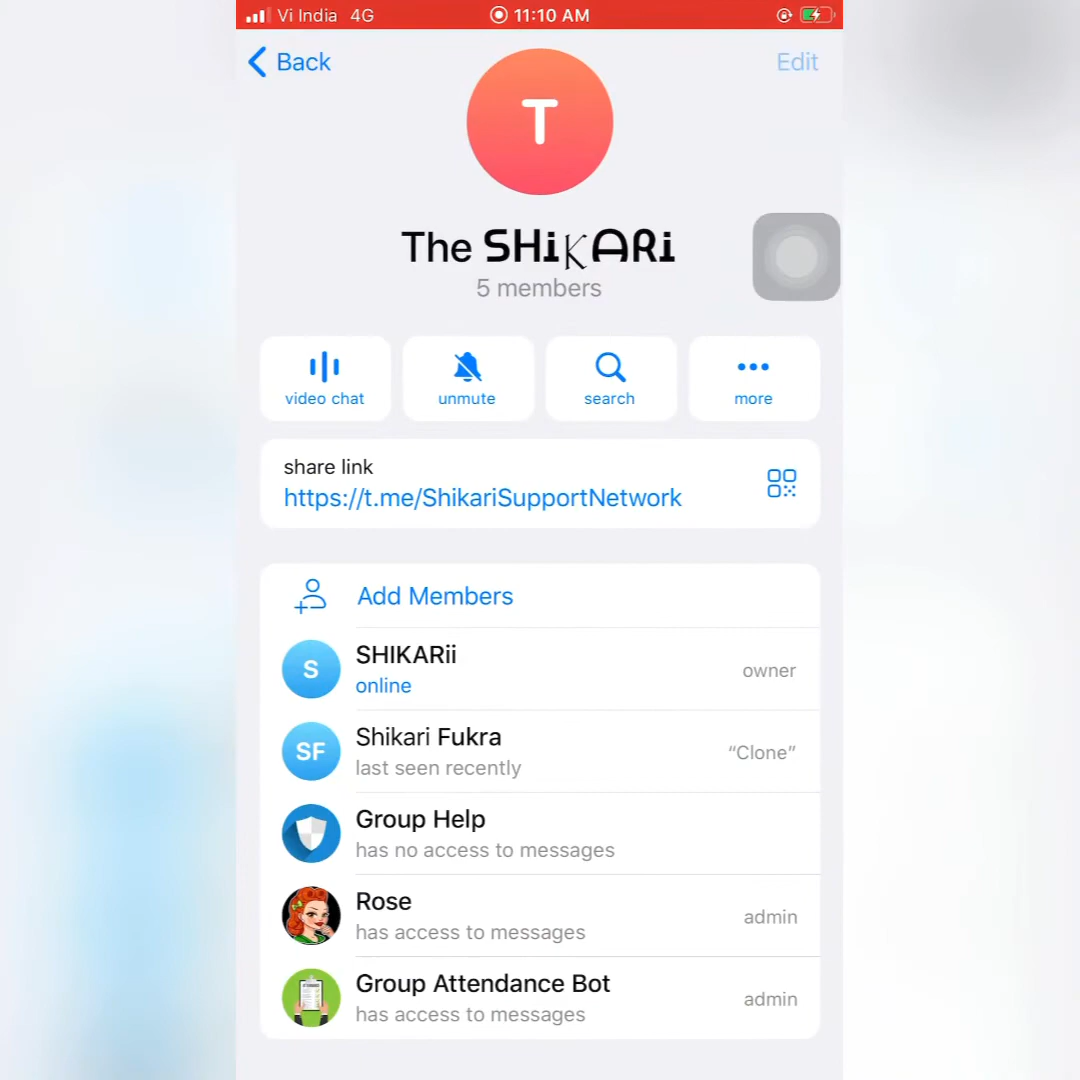 Vi India 4G 11:10 AM
Back Edit
T
The SHiKARi
5 members
video chat unmute search more
share link
https://t.me/ShikariSupportNetwork
Add Members
S SHIKARii owner
online
SF Shikari Fukra “Clone”
last seen recently
Group Help
has no access to messages
Rose admin
has access to messages
Group Attendance Bot admin
has access to messages